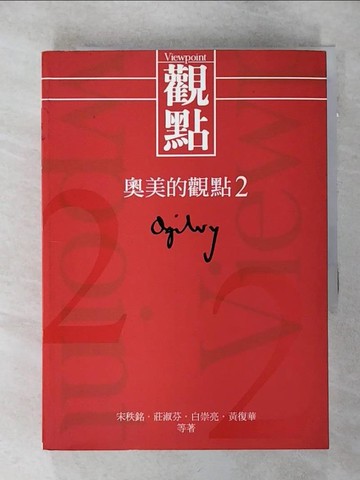 Viewpoint
觀點
奧美的觀點2
Ogilvy
宋秩銘・莊淑芬・白崇亮・黃復華
等著